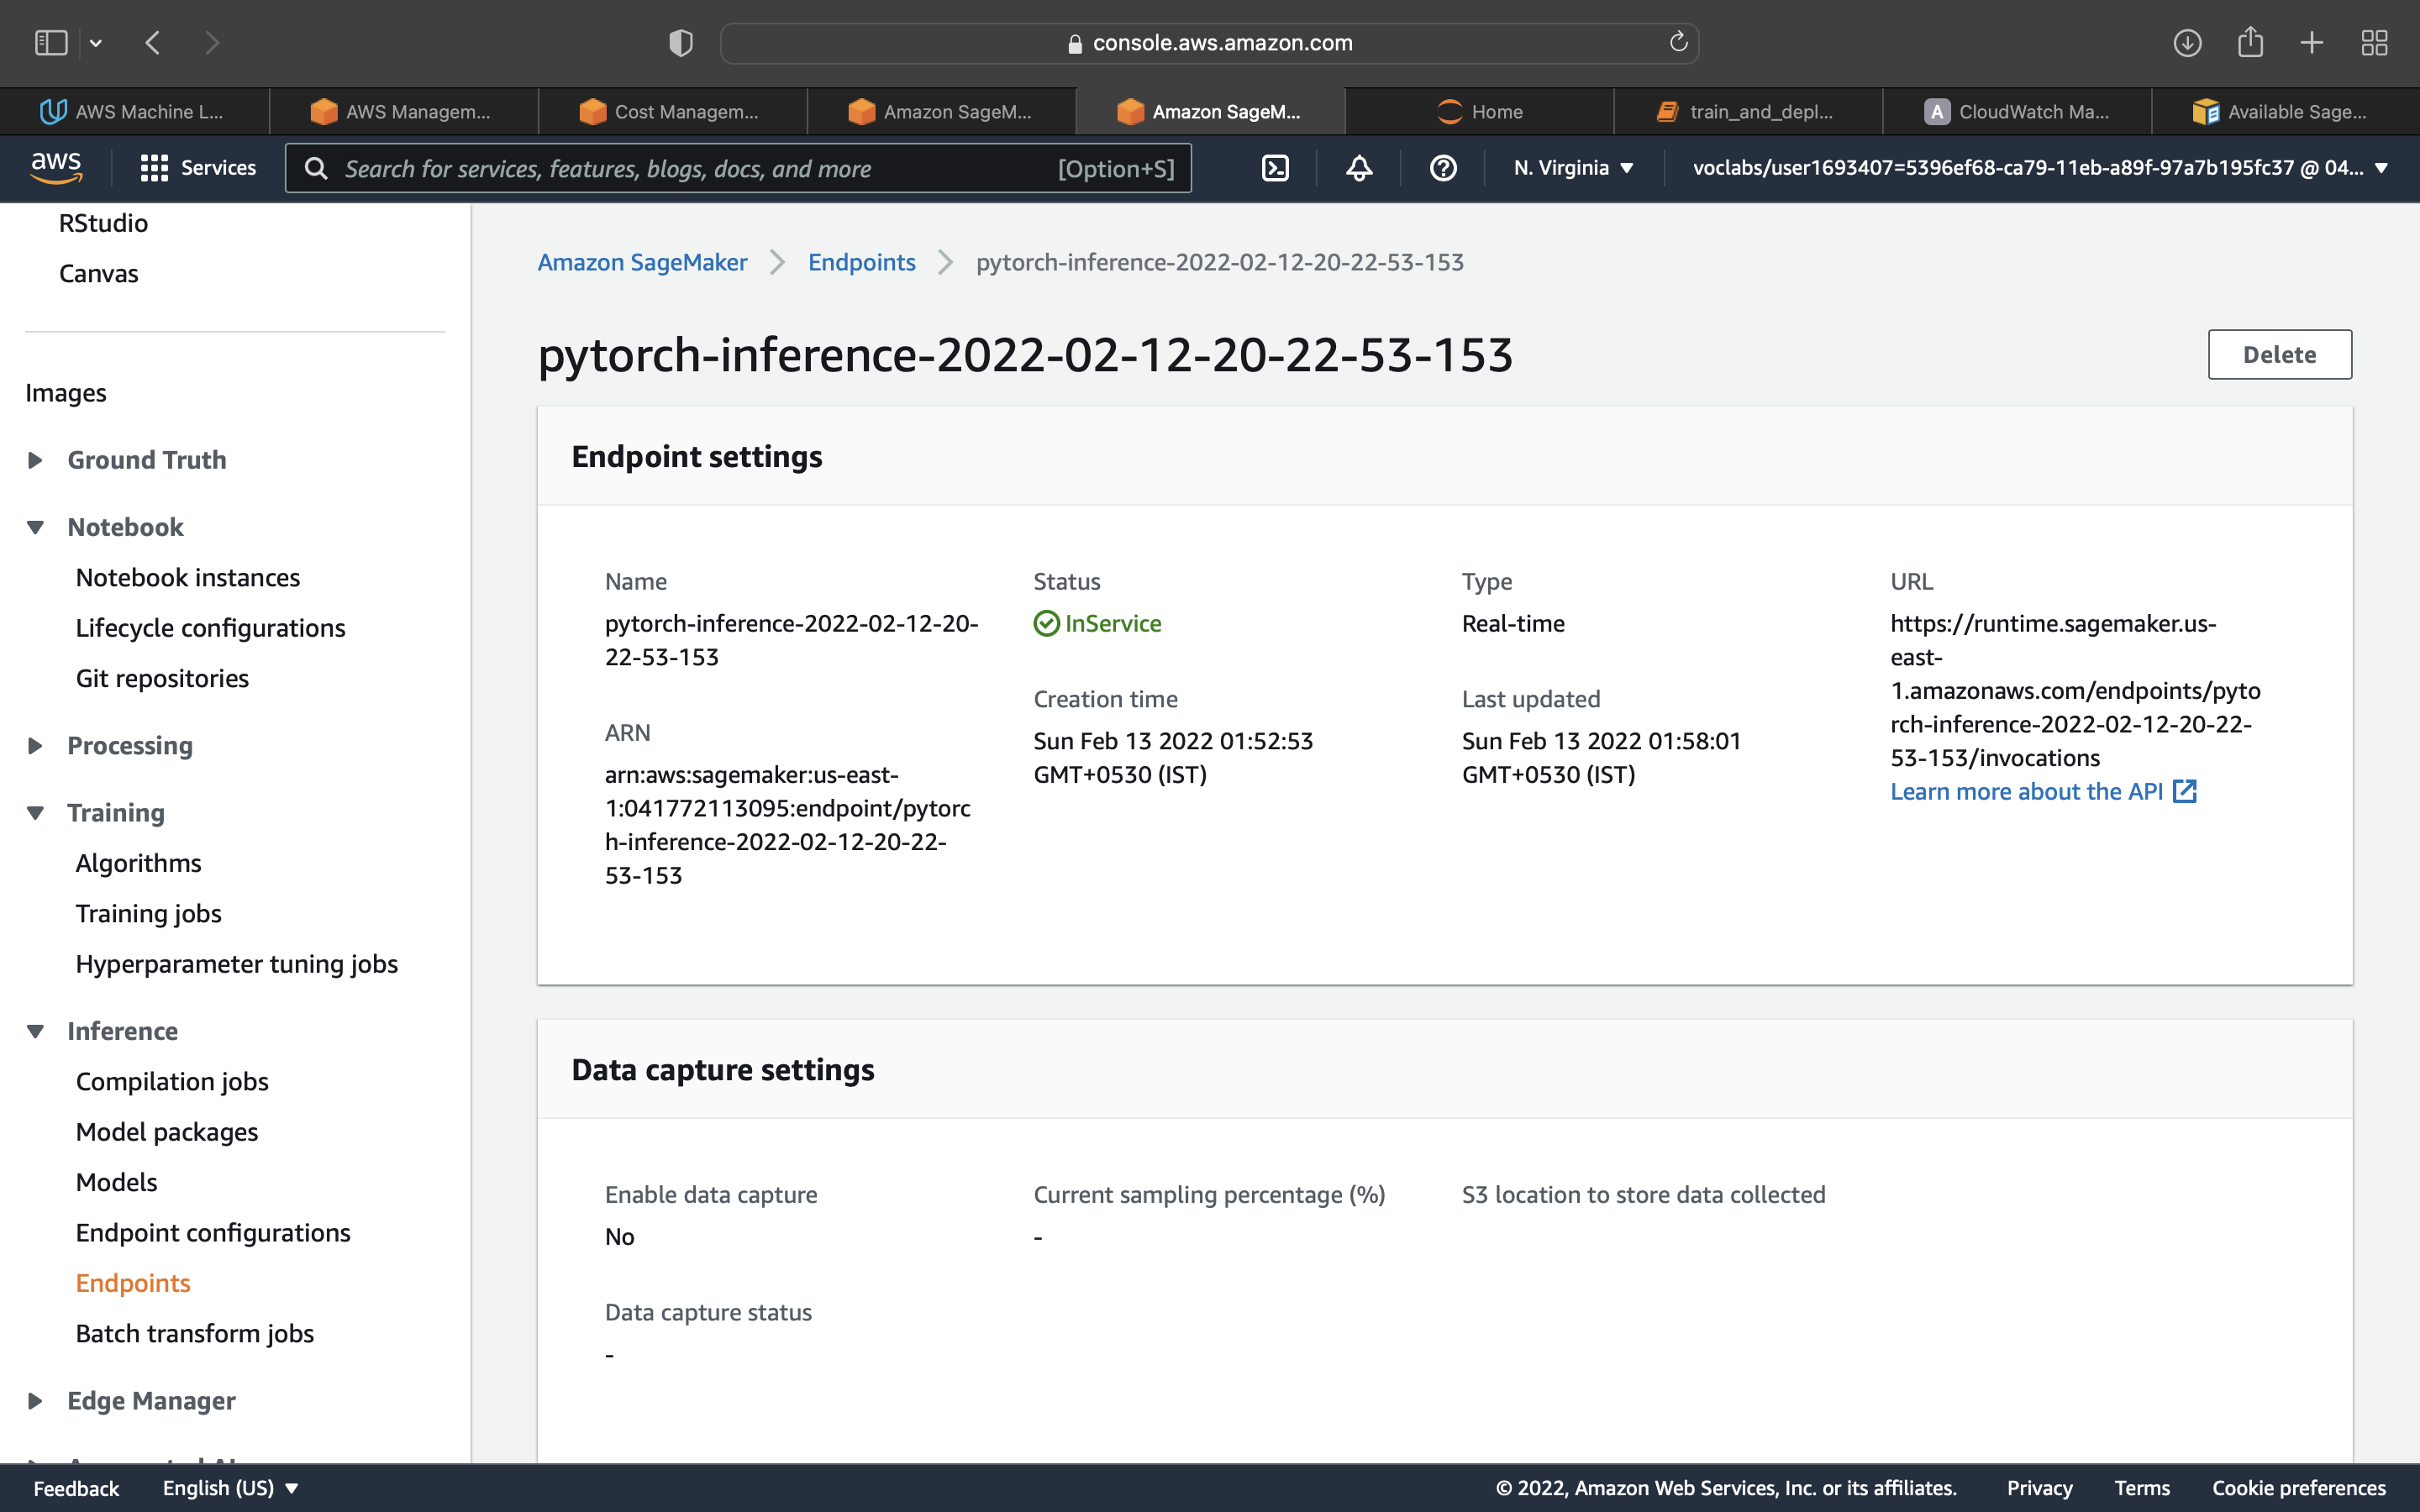 console.aws.amazon.com
AWS Machine L...
AWS Managem...
Cost Managem...
Amazon SageM...
Amazon SageM...
Home
train_and_depl...
A CloudWatch Ma...
Available Sage...
aws
Services
Search for services, features, blogs, docs, and more [Option+S]
N. Virginia
voclabs/user1693407=5396ef68-ca79-11eb-a89f-97a7b195fc37 @ 04...
RStudio
Canvas
Images
Ground Truth
Notebook
Notebook instances
Lifecycle configurations
Git repositories
Processing
Training
Algorithms
Training jobs
Hyperparameter tuning jobs
Inference
Compilation jobs
Model packages
Models
Endpoint configurations
Endpoints
Batch transform jobs
Edge Manager
Amazon SageMaker > Endpoints > pytorch-inference-2022-02-12-20-22-53-153
pytorch-inference-2022-02-12-20-22-53-153
Delete
Endpoint settings
Name
pytorch-inference-2022-02-12-20-
22-53-153
ARN
arn:aws:sagemaker:us-east-
1:041772113095:endpoint/pytorc
h-inference-2022-02-12-20-22-
53-153
Status
InService
Creation time
Sun Feb 13 2022 01:52:53
GMT+0530 (IST)
Type
Real-time
Last updated
Sun Feb 13 2022 01:58:01
GMT+0530 (IST)
URL
https://runtime.sagemaker.us-
east-
1.amazonaws.com/endpoints/pyto
rch-inference-2022-02-12-20-22-
53-153/invocations
Learn more about the API
Data capture settings
Enable data capture
No
Current sampling percentage (%)
-
S3 location to store data collected
Data capture status
-
Feedback
English (US)
© 2022, Amazon Web Services, Inc. or its affiliates.
Privacy
Terms
Cookie preferences